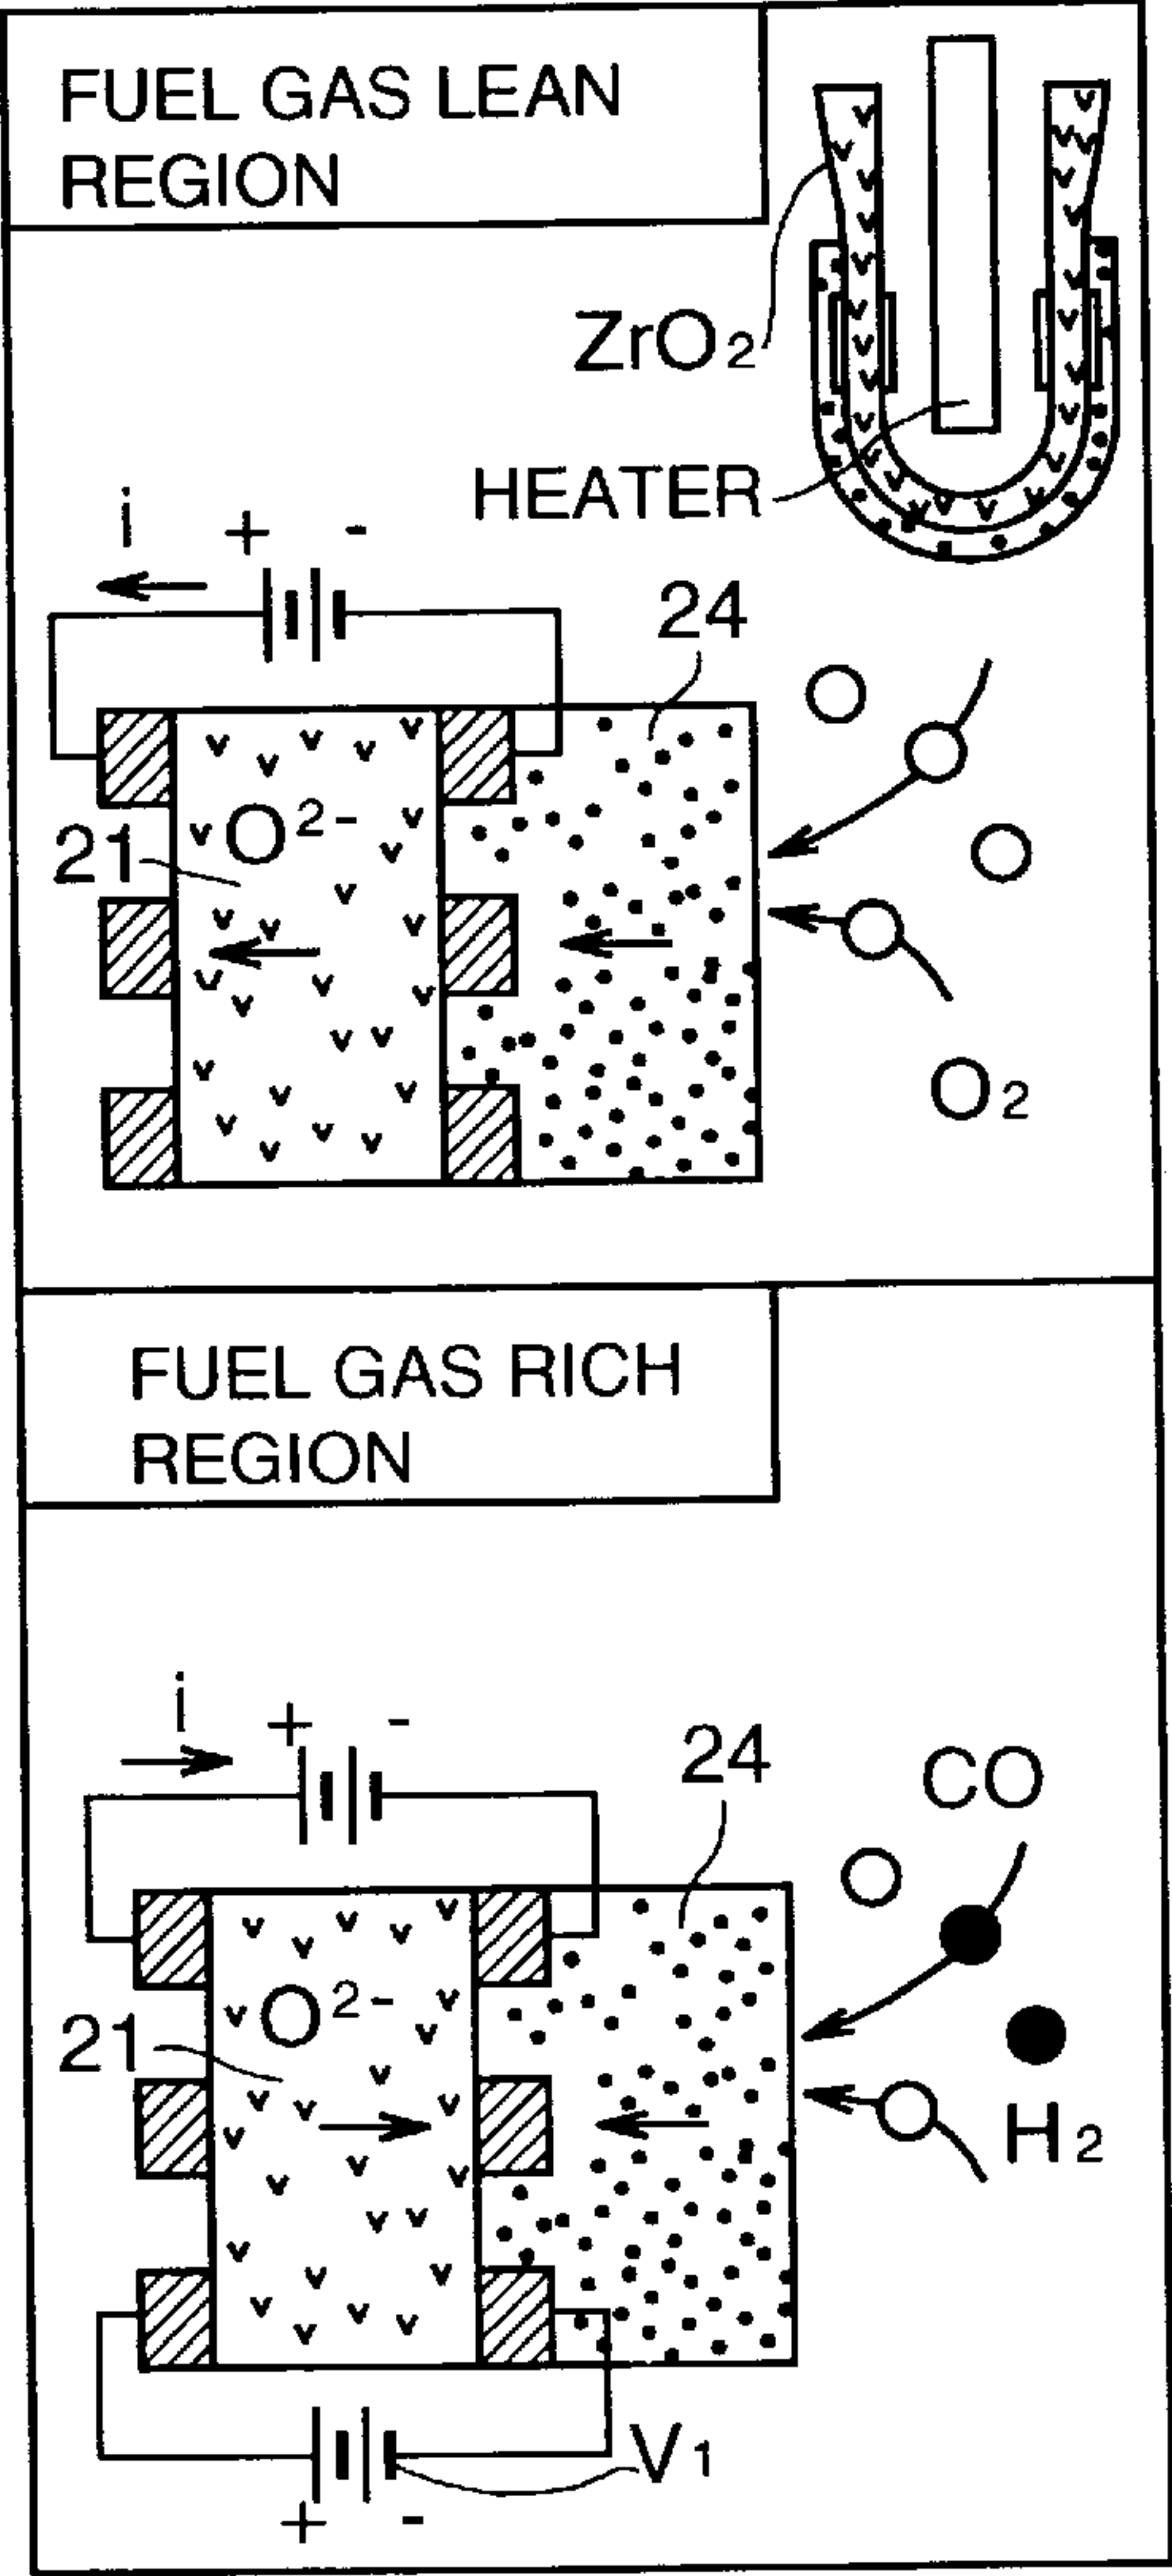 FUEL GAS LEAN
REGION
ZrO2
HEATER
i
+ -
24
O2-
21
O2
FUEL GAS RICH
REGION
i
+ -
24
CO
O2-
21
H2
V1
+ -